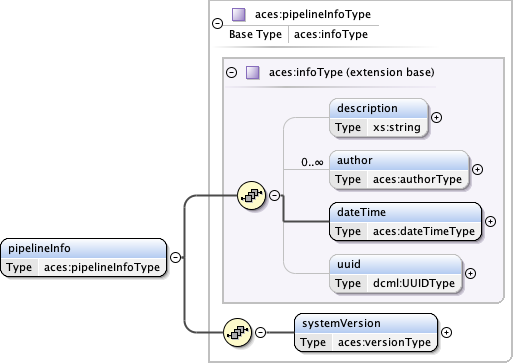 aces:pipelineInfoType
Base Type aces:infoType
aces:infoType (extension base)
description
Type xs:string
0..∞
author
Type aces:authorType
dateTime
Type aces:dateTimeType
uuid
Type dcml:UUIDType
pipelineInfo
Type aces:pipelineInfoType
systemVersion
Type aces:versionType